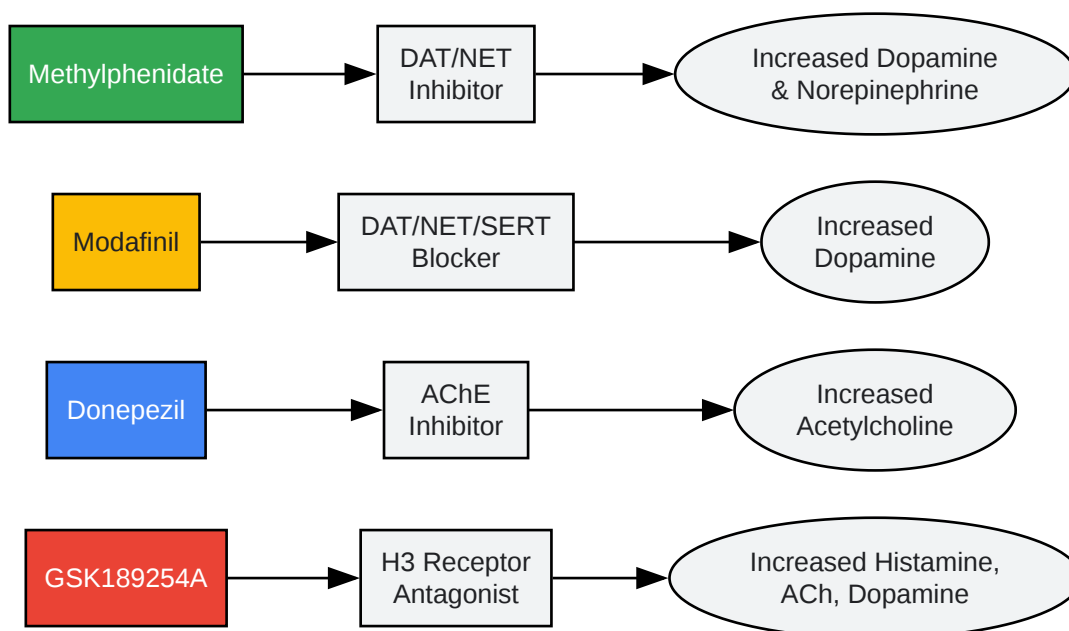 Methylphenidate
DAT/NET
Inhibitor
Increased Dopamine
& Norepinephrine
Modafinil
DAT/NET/SERT
Blocker
Increased
Dopamine
Donepezil
AChE
Inhibitor
Increased
Acetylcholine
GSK189254A
H3 Receptor
Antagonist
Increased Histamine,
ACh, Dopamine